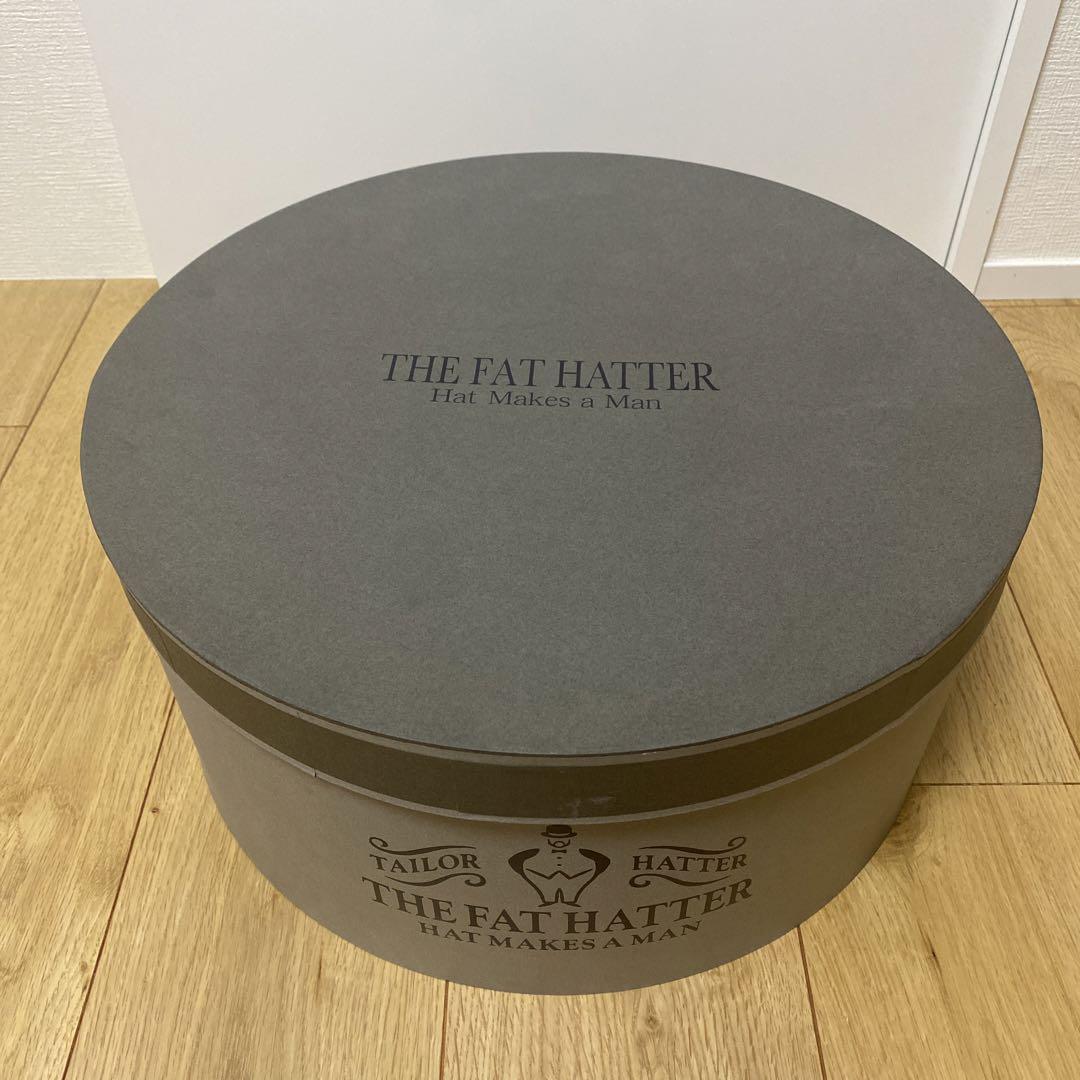 THE FAT HATTER
Hat Makes a Man
TAILOR HATTER
THE FAT HATTER
HAT MAKES A MAN